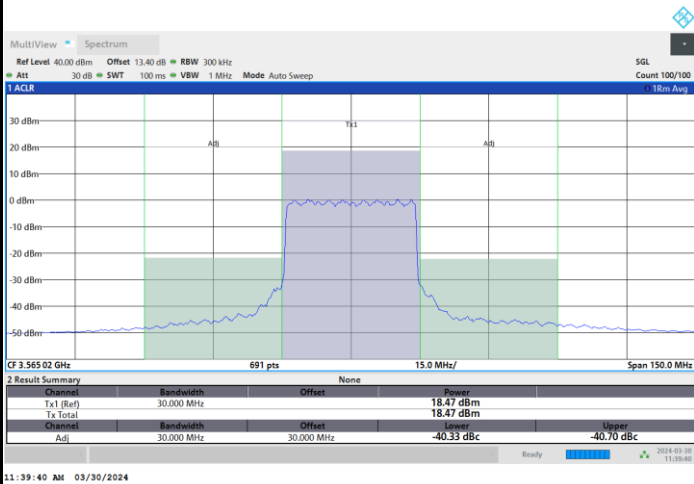 MultiView Spectrum
Ref Level 40.00 dBm Offset 13.40 dB RBW 300 kHz SGL
Att 30 dB SWT 100 ms VBW 1 MHz Mode Auto Sweep Count 100/100
1 ACLR 1Rm Avg
30 dBm
Tx1
20 dBm
Adj Adj
10 dBm
0 dBm
-10 dBm
-20 dBm
-30 dBm
-40 dBm
-50 dBm
CF 3.565 02 GHz 691 pts 15.0 MHz/ Span 150.0 MHz
2 Result Summary None
Channel Bandwidth Offset Power
Tx1 (Ref) 30.000 MHz 18.47 dBm
Tx Total 18.47 dBm
Channel Bandwidth Offset Lower Upper
Adj 30.000 MHz 30.000 MHz -40.33 dBc -40.70 dBc
Ready 2024-03-30
11:39:40
11:39:40 AM 03/30/2024